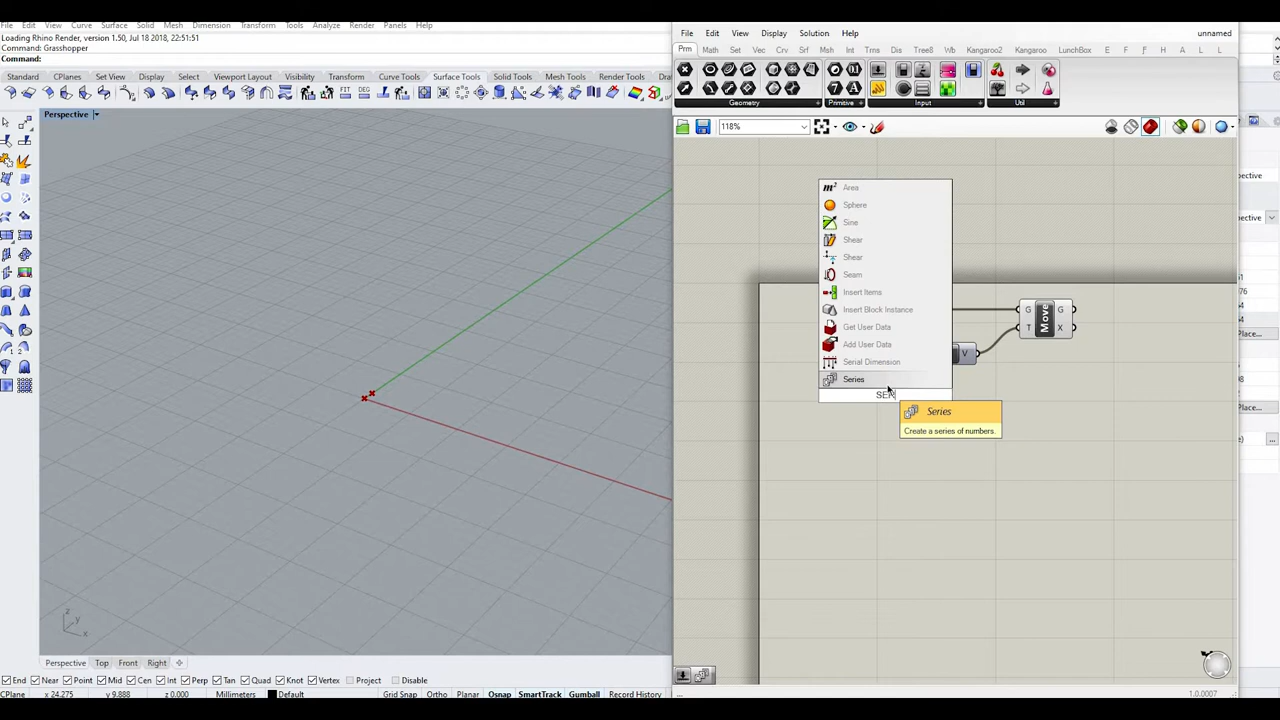 File Edit View Curve Surface Solid Mesh Dimension Transform Tools Analyze Render Panels
Loading Rhino Render, version 1.50, Jul 18 2018, 22:51:51
Command: Grasshopper
Command:
Standard CPlanes Set View Display Select Viewport Layout Visibility Transform Curve Tools Surface Tools Solid Tools Mesh Tools Render Tools
Perspective
z
y
x
Perspective Top Front Right
End Near Point Mid Cen Int Perp Tan Quad Knot Vertex Project Disable
CPlane x 24.275 y 9.888 z 0.000 Millimeters Default Grid Snap Ortho Planar Osnap SmartTrack Gumball Record History
File Edit View Display Solution Help unnamed
Prm Math Set Vec Crv Srf Msh Int Trns Dis Tree8 Wb Kangaroo2 Kangaroo LunchBox E F F H A L L
Geometry Primitive Input Util
118%
m² Area
Sphere
Sine
Shear
Shear
Seam
Insert Items
Insert Block Instance
Get User Data
Add User Data
Serial Dimension
Series
Series
Create a series of numbers.
G Move G
T X
V
1.0.0007